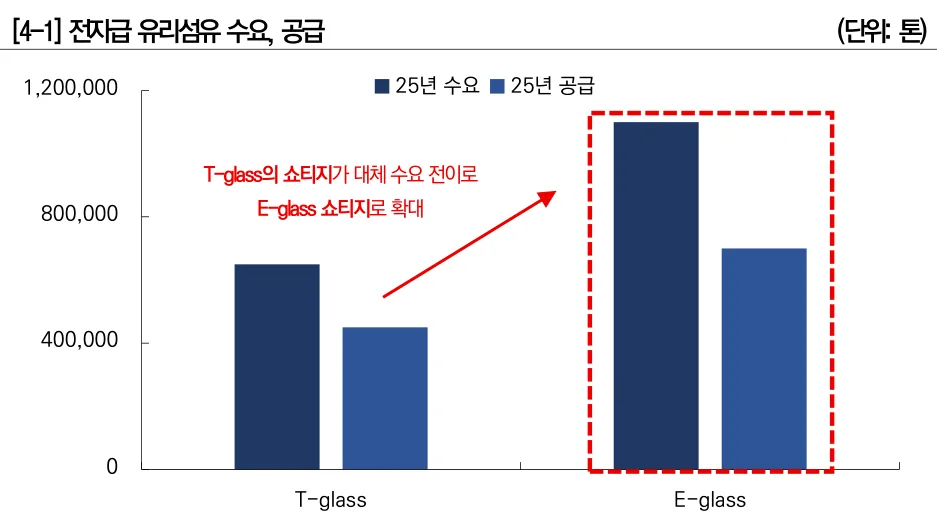 [4-1] 전자급 유리섬유 수요, 공급 (단위: 톤)
1,200,000
25년 수요 25년 공급
T-glass의 쇼티지가 대체 수요 전이로
E-glass 쇼티지로 확대
800,000
400,000
0
T-glass E-glass